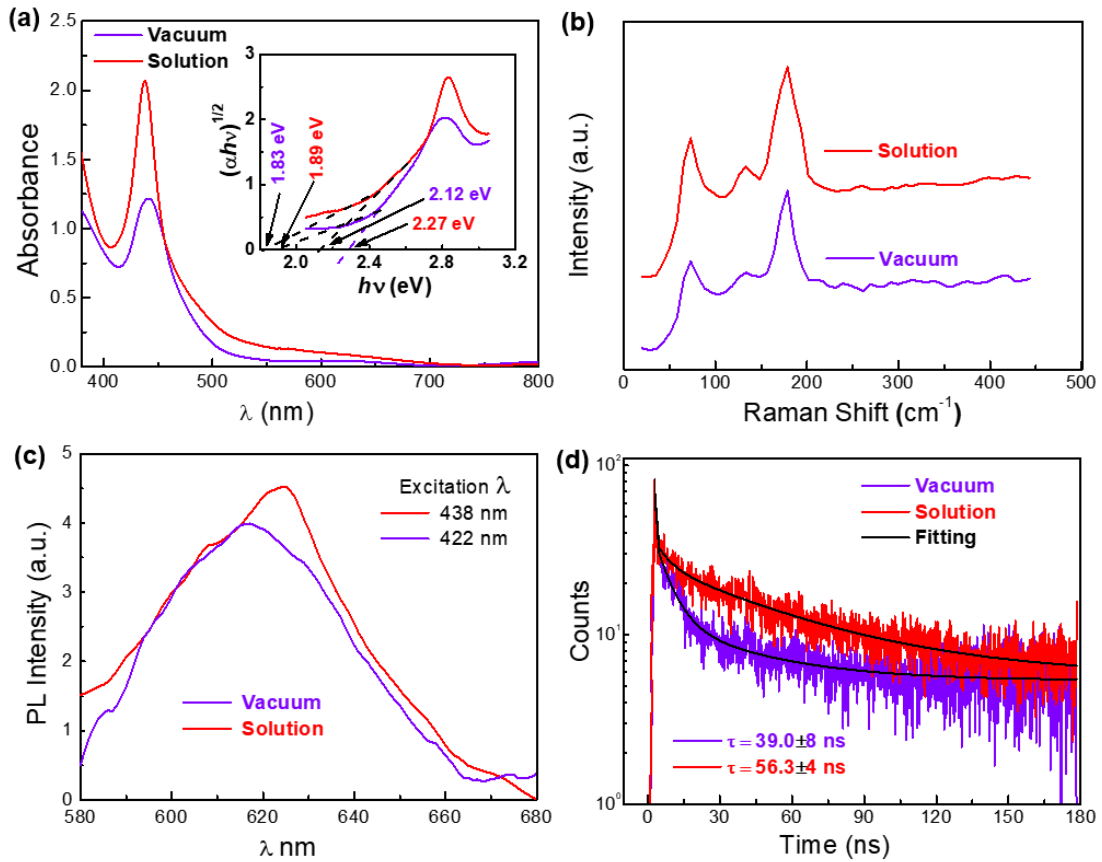 (a)
2.5
2.0
1.5
1.0
0.5
0.0
Absorbance
400
500
600
700
800
λ (nm)
Vacuum
Solution
3
2
1
0
(αhν)1/2
1.83 eV
1.89 eV
2.12 eV
2.27 eV
2.0
2.4
2.8
3.2
hν (eV)
(b)
Intensity (a.u.)
Solution
Vacuum
0
100
200
300
400
500
Raman Shift (cm⁻¹)
(c)
5
4
3
2
1
0
PL Intensity (a.u.)
Excitation λ
438 nm
422 nm
Vacuum
Solution
580
600
620
640
660
680
λ nm
(d)
10²
10¹
10⁰
Counts
Vacuum
Solution
Fitting
τ = 39.0±8 ns
τ = 56.3±4 ns
0
30
60
90
120
150
180
Time (ns)